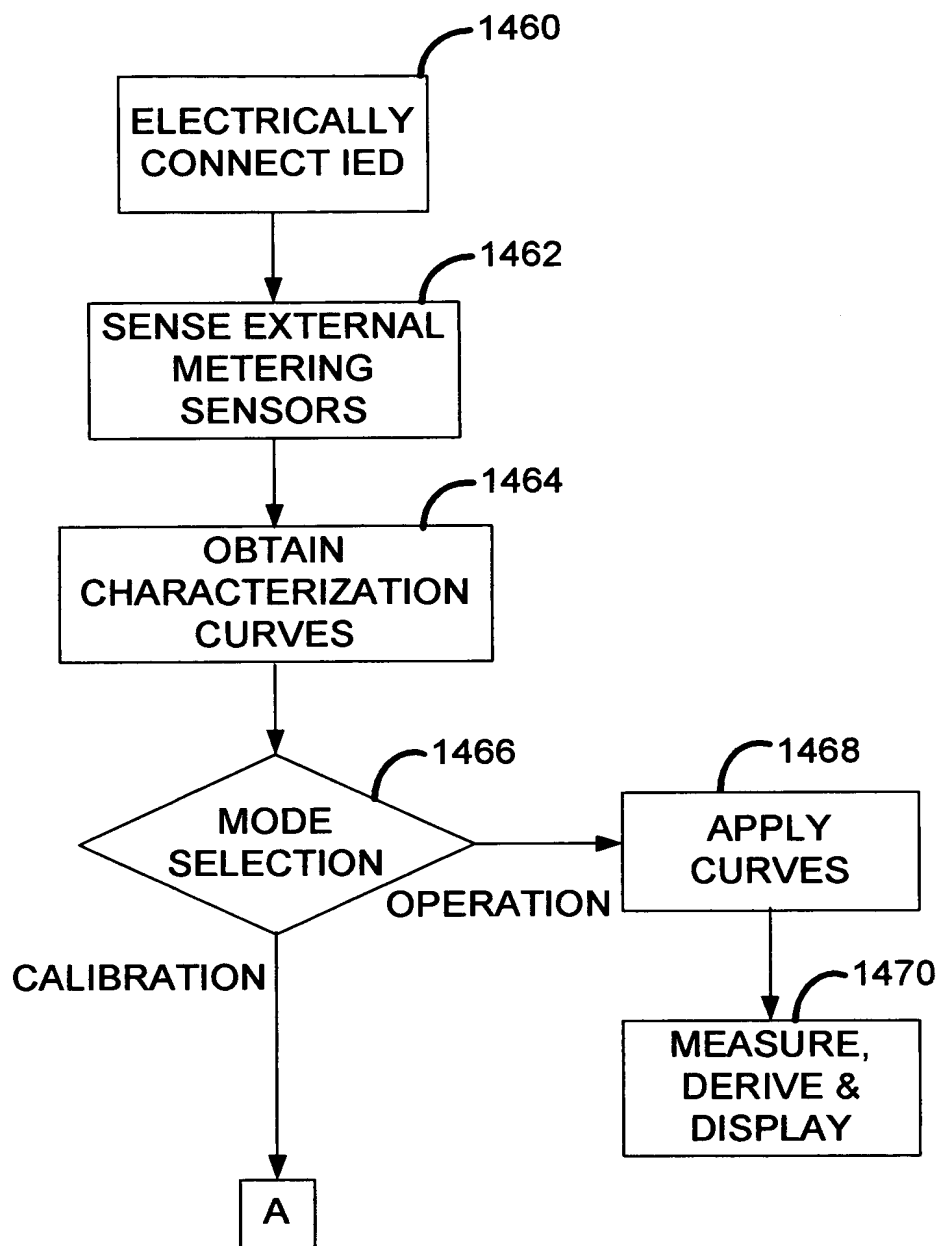 1460
ELECTRICALLY
CONNECT IED
1462
SENSE EXTERNAL
METERING
SENSORS
1464
OBTAIN
CHARACTERIZATION
CURVES
1466
MODE
SELECTION
1468
APPLY
CURVES
OPERATION
CALIBRATION
1470
MEASURE,
DERIVE &
DISPLAY
A